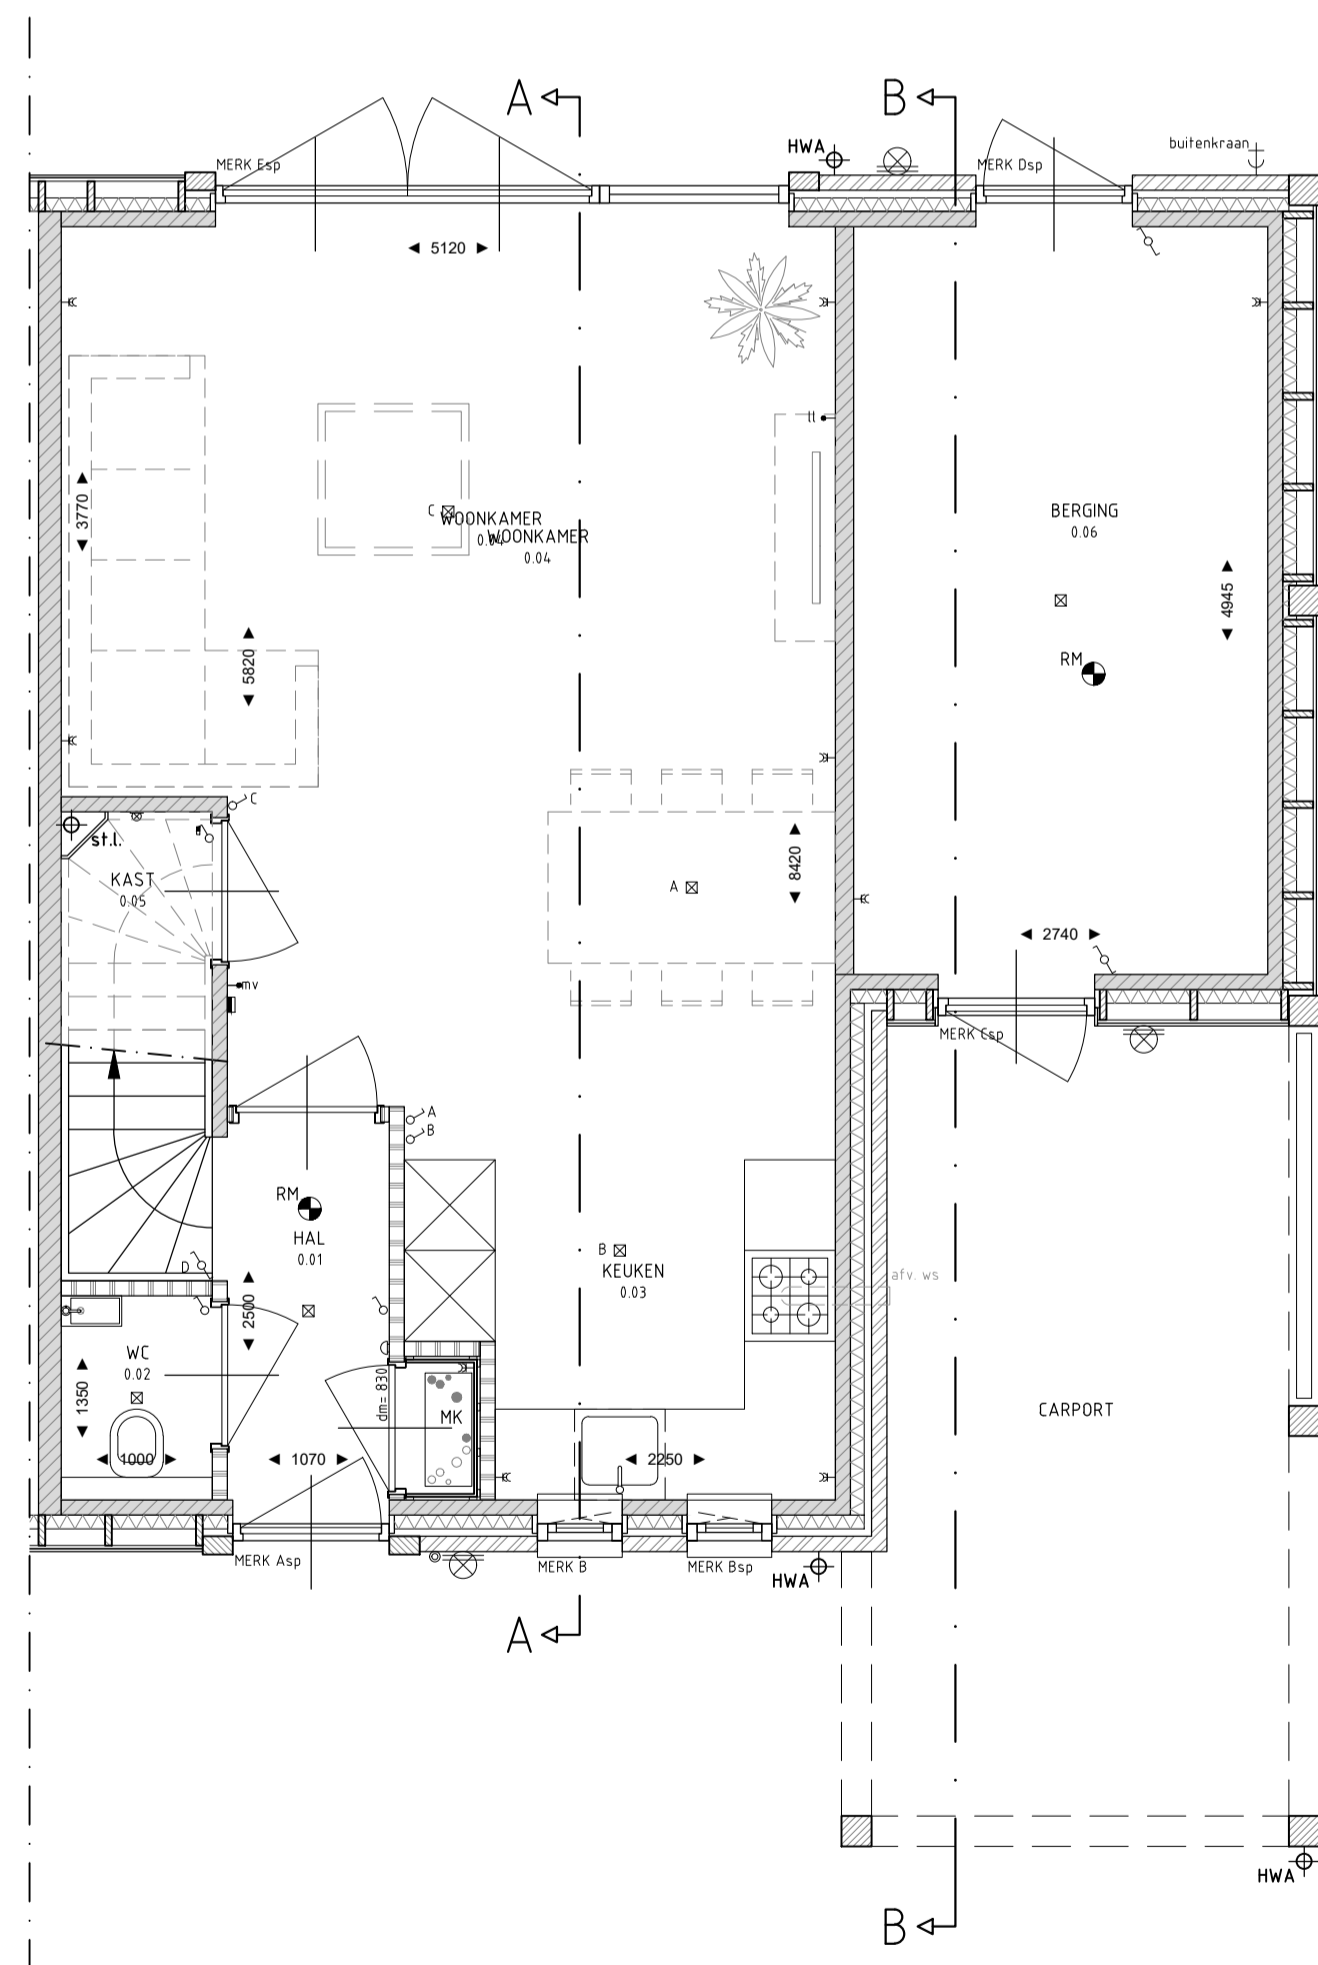 A
B
HWA
buitenkraan
MERK Esp
MERK Dsp
5120
C
WOONKAMER
0.04
WOONKAMER
0.04
3770
BERGING
0.06
4945
5820
RM
C
st.l.
KAST
0.05
A
8420
2740
mv
MERK Csp
A
B
RM
HAL
0.01
B
KEUKEN
0.03
D
afv. ws
2500
WC
0.02
1350
dm= 830
MK
CARPORT
1000
1070
2250
MERK Asp
MERK B
MERK Bsp
HWA
A
HWA
B